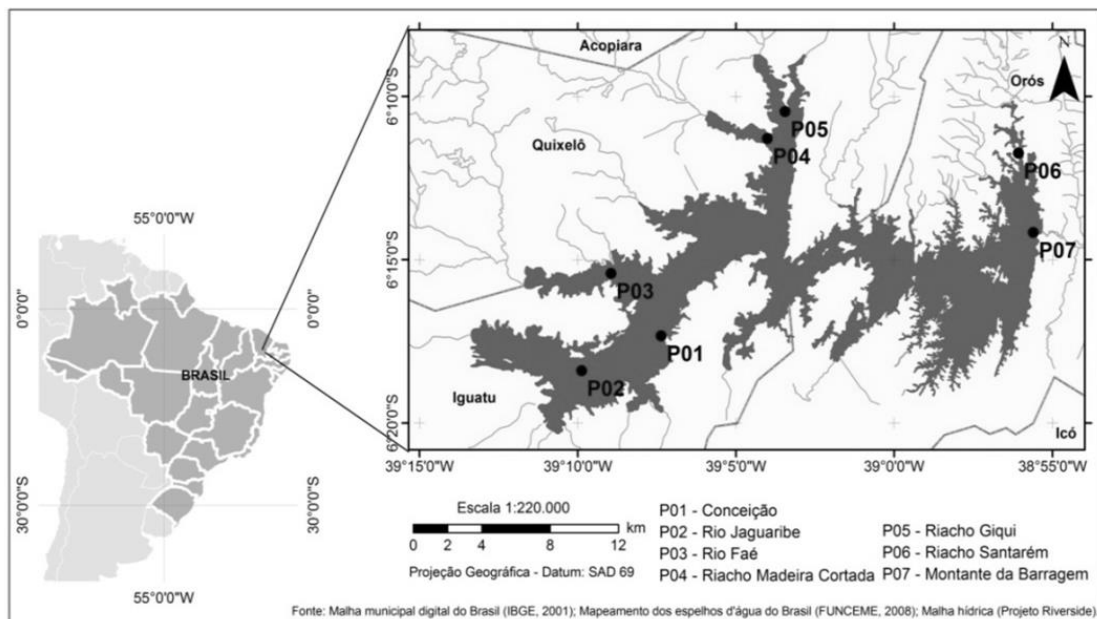 Acopiara
N
Orós
6°10'0"S
P05
Quixelô
P04
P06
55°0'0"W
P07
6°15'0"S
P03
0°0'0"
0°0'0"
P01
BRASIL
P02
Iguatu
6°20'0"S
Icó
39°15'0"W 39°10'0"W 39°5'0"W 39°0'0"W 38°55'0"W
30°0'0"S
30°0'0"S
Escala 1:220.000
km
0 2 4 8 12
Projeção Geográfica - Datum: SAD 69
P01 - Conceição
P02 - Rio Jaguaribe
P03 - Rio Faé
P04 - Riacho Madeira Cortada
P05 - Riacho Giqui
P06 - Riacho Santarém
P07 - Montante da Barragem
55°0'0"W
Fonte: Malha municipal digital do Brasil (IBGE, 2001); Mapeamento dos espelhos d'água do Brasil (FUNCEME, 2008); Malha hídrica (Projeto Riverside)